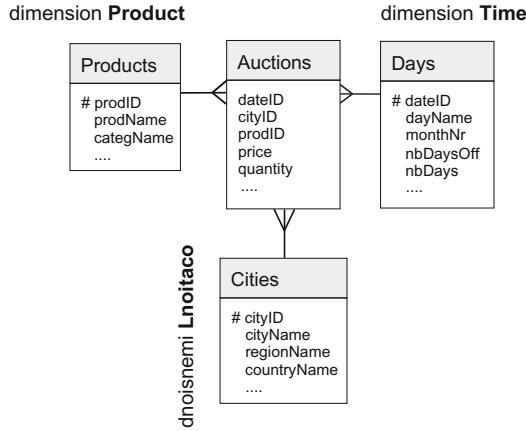 dimension Product
dimension Time
Products
# prodID
prodName
categName
....
Auctions
dateID
cityID
prodID
price
quantity
....
Days
# dateID
dayName
monthNr
nbDaysOff
nbDays
....
dnoisnemi Lnoitaco
Cities
# cityID
cityName
regionName
countryName
....